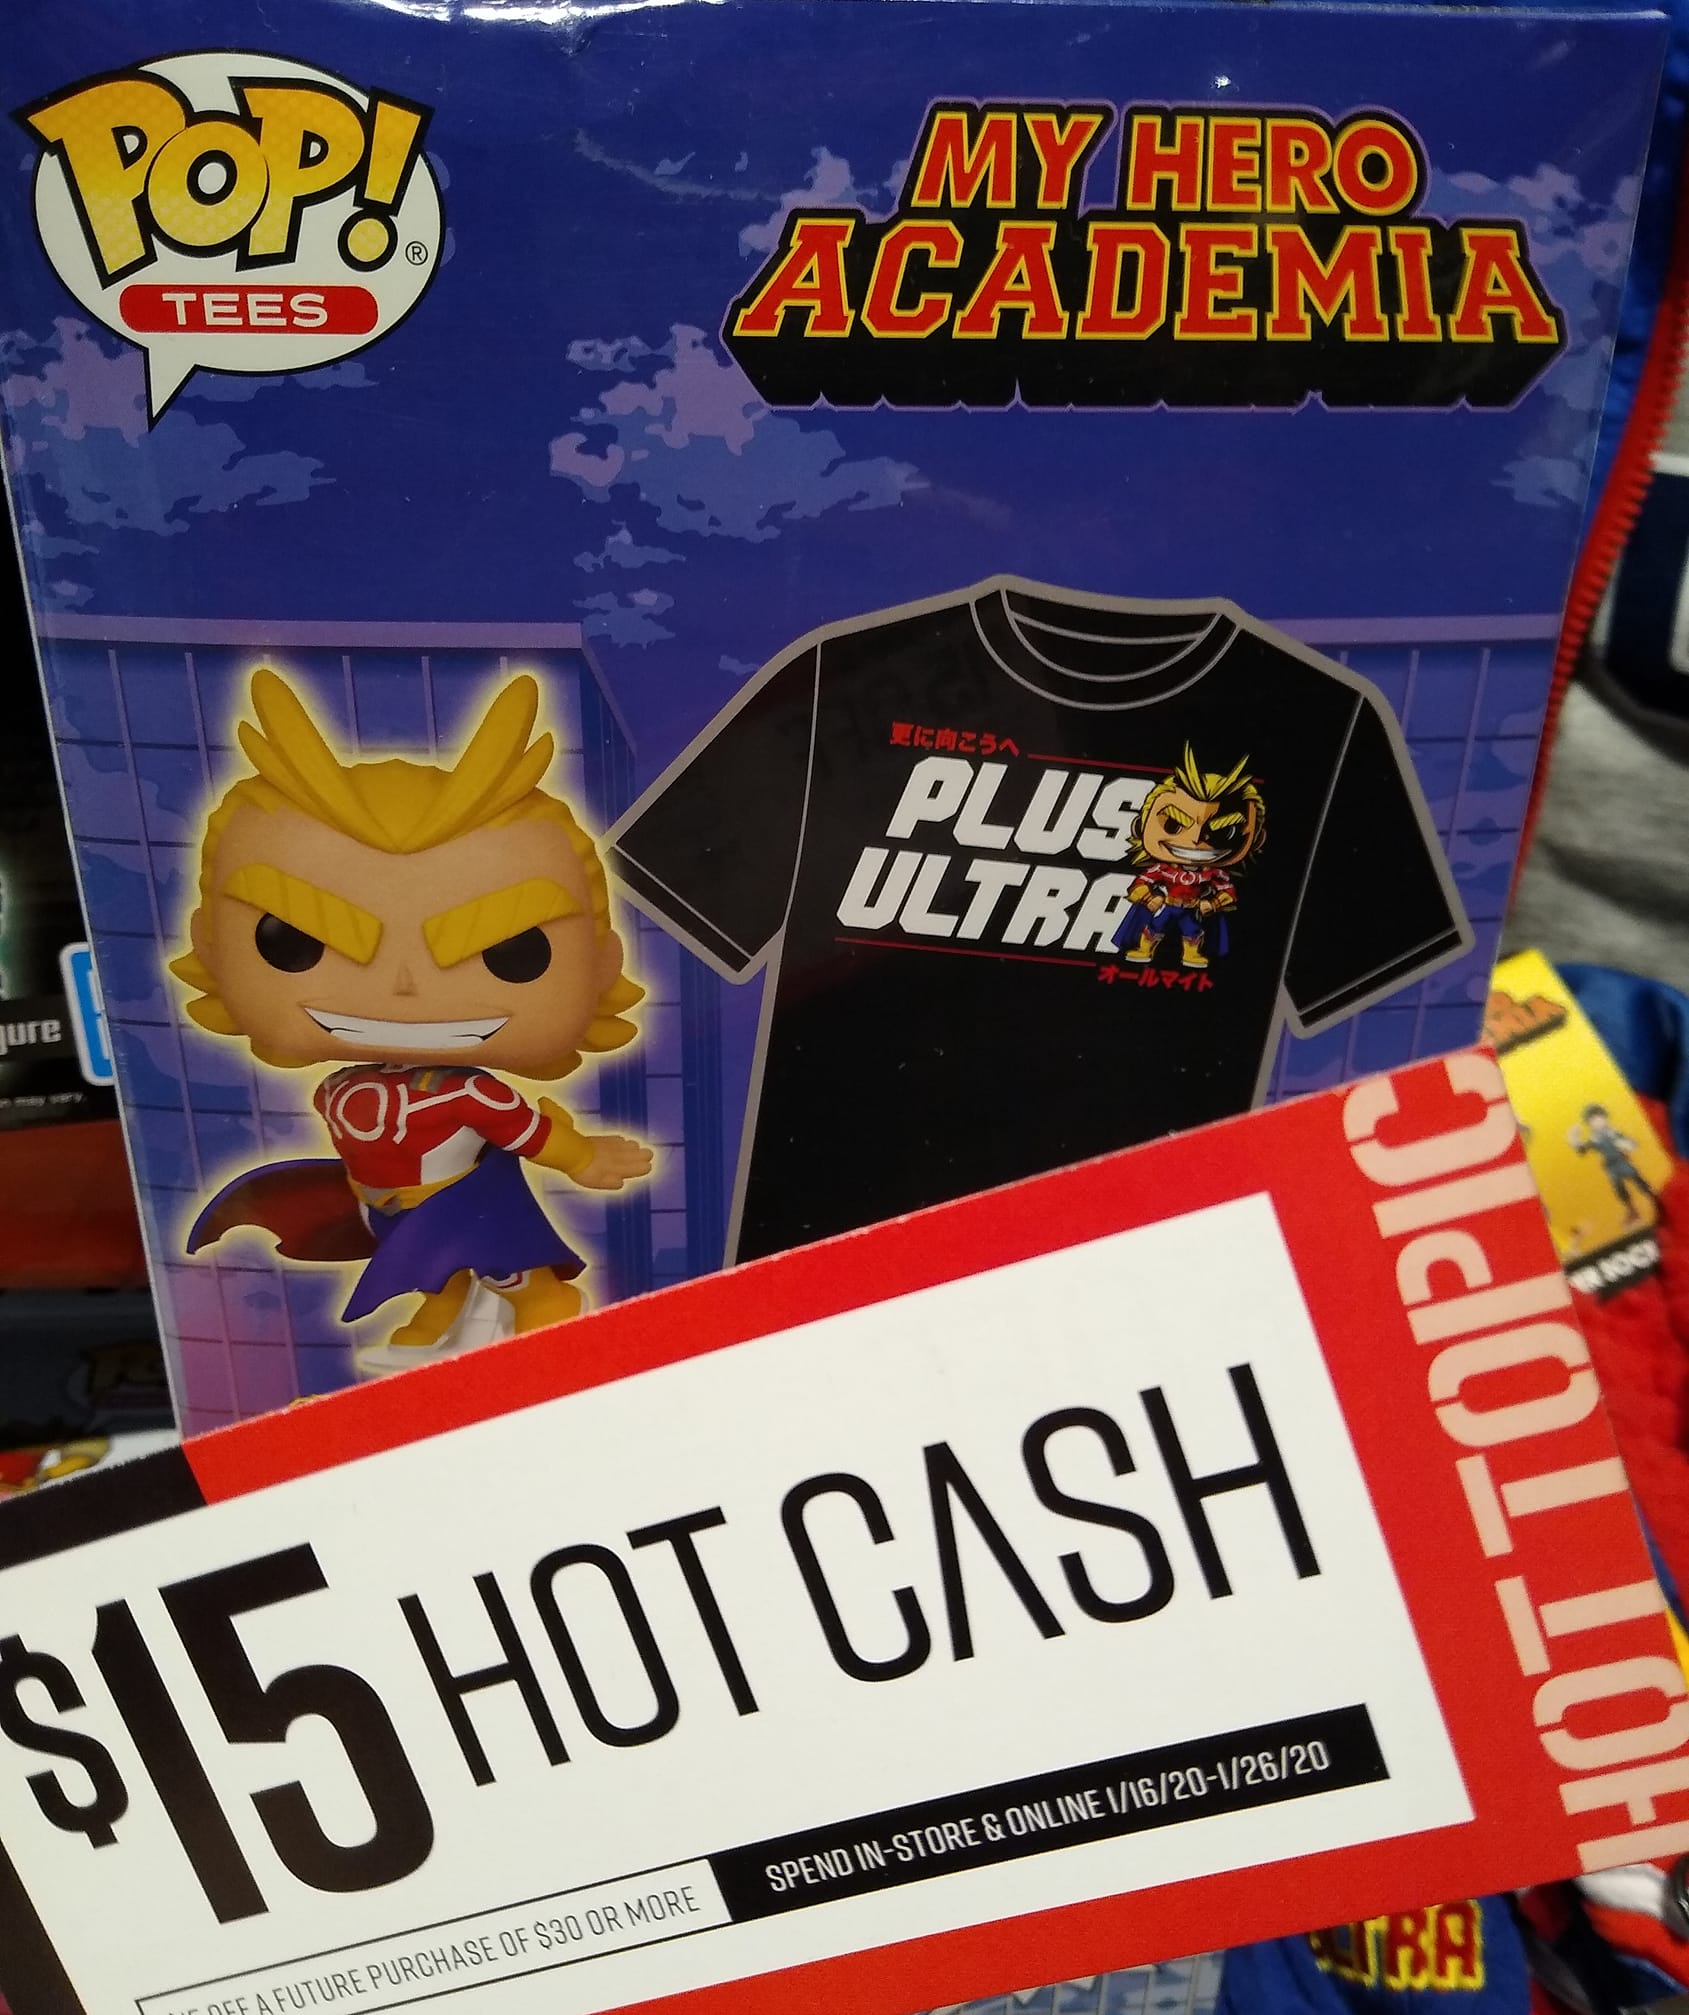 POP!®
TEES
MY HERO
ACADEMIA
更に向こうへ
PLUS
ULTRA
オールマイト
HOT TOPIC
$15 HOT CASH
SPEND IN-STORE & ONLINE 1/16/20-1/26/20
OFF A FUTURE PURCHASE OF $30 OR MORE
may vary.